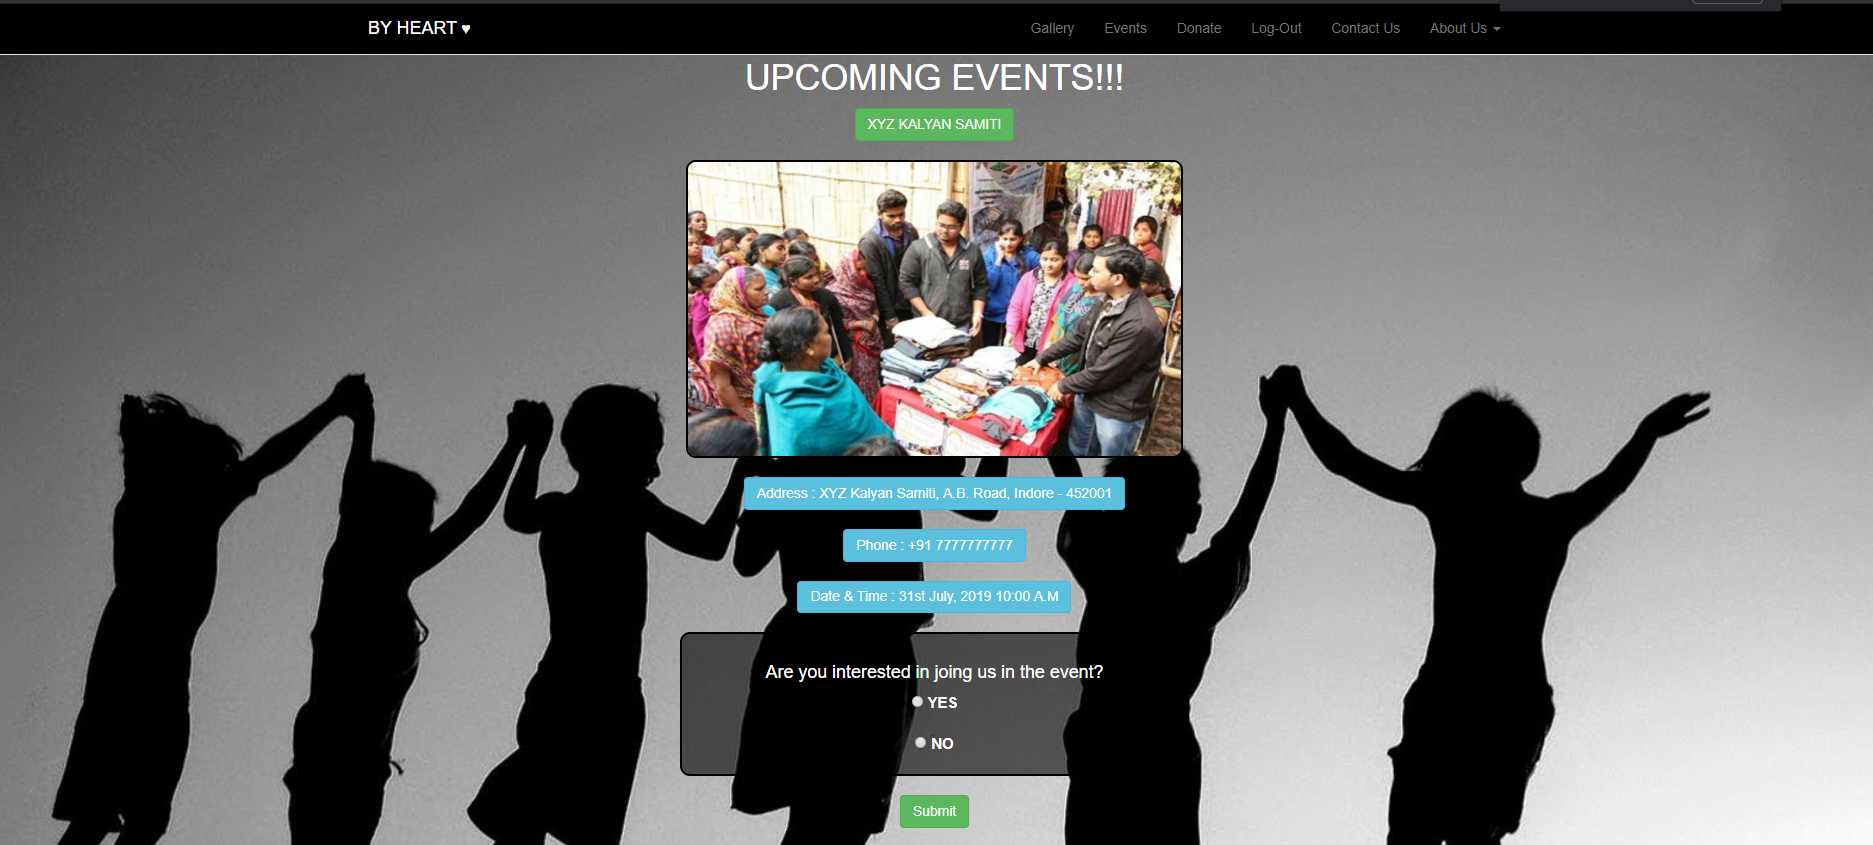 BY HEART ♥
Gallery
Events
Donate
Log-Out
Contact Us
About Us
UPCOMING EVENTS!!!
XYZ KALYAN SAMITI
Address : XYZ Kalyan Samiti, A.B. Road, Indore - 452001
Phone : +91 7777777777
Date & Time : 31st July, 2019 10:00 A.M
Are you interested in joing us in the event?
YES
NO
Submit